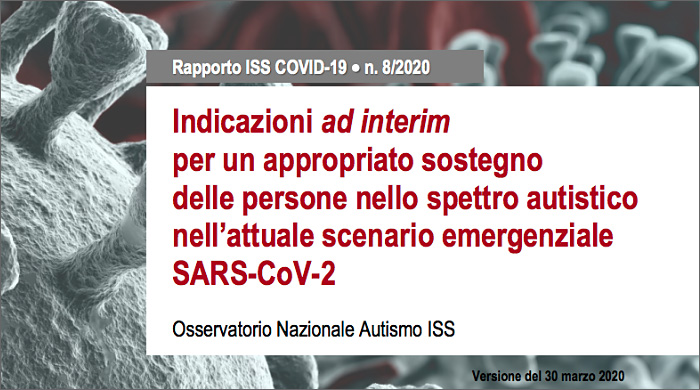 Rapporto ISS COVID-19 ● n. 8/2020
Indicazioni ad interim
per un appropriato sostegno
delle persone nello spettro autistico
nell’attuale scenario emergenziale
SARS-CoV-2
Osservatorio Nazionale Autismo ISS
Versione del 30 marzo 2020